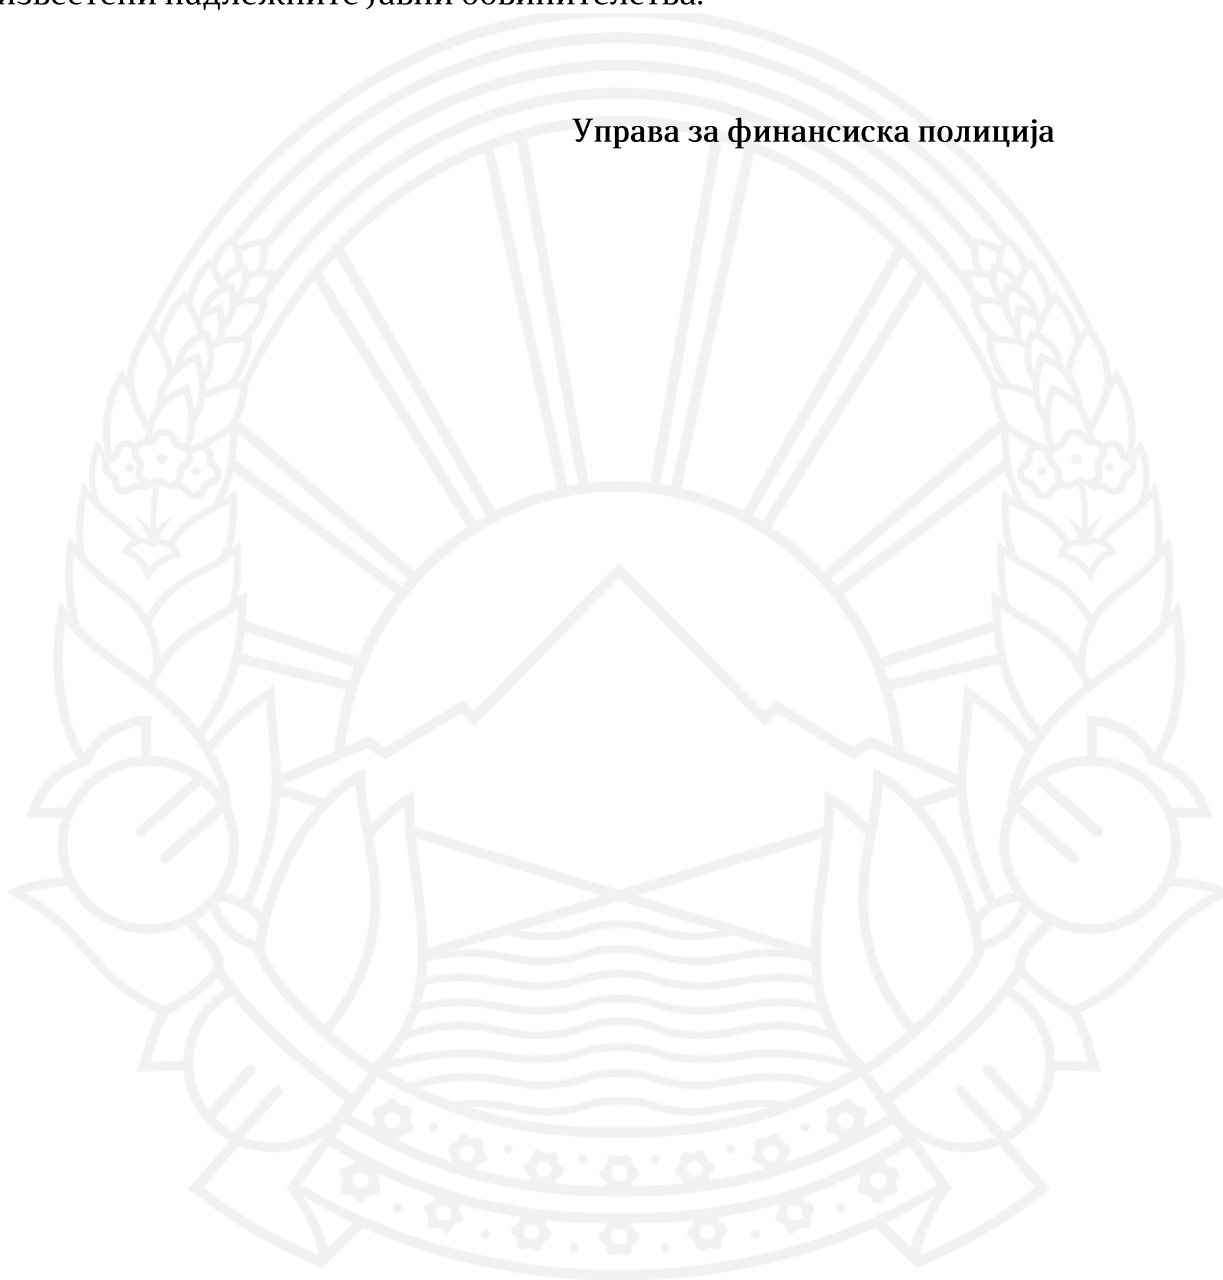 известени надлежните јавни обвинителства.
Управа за финансиска полиција